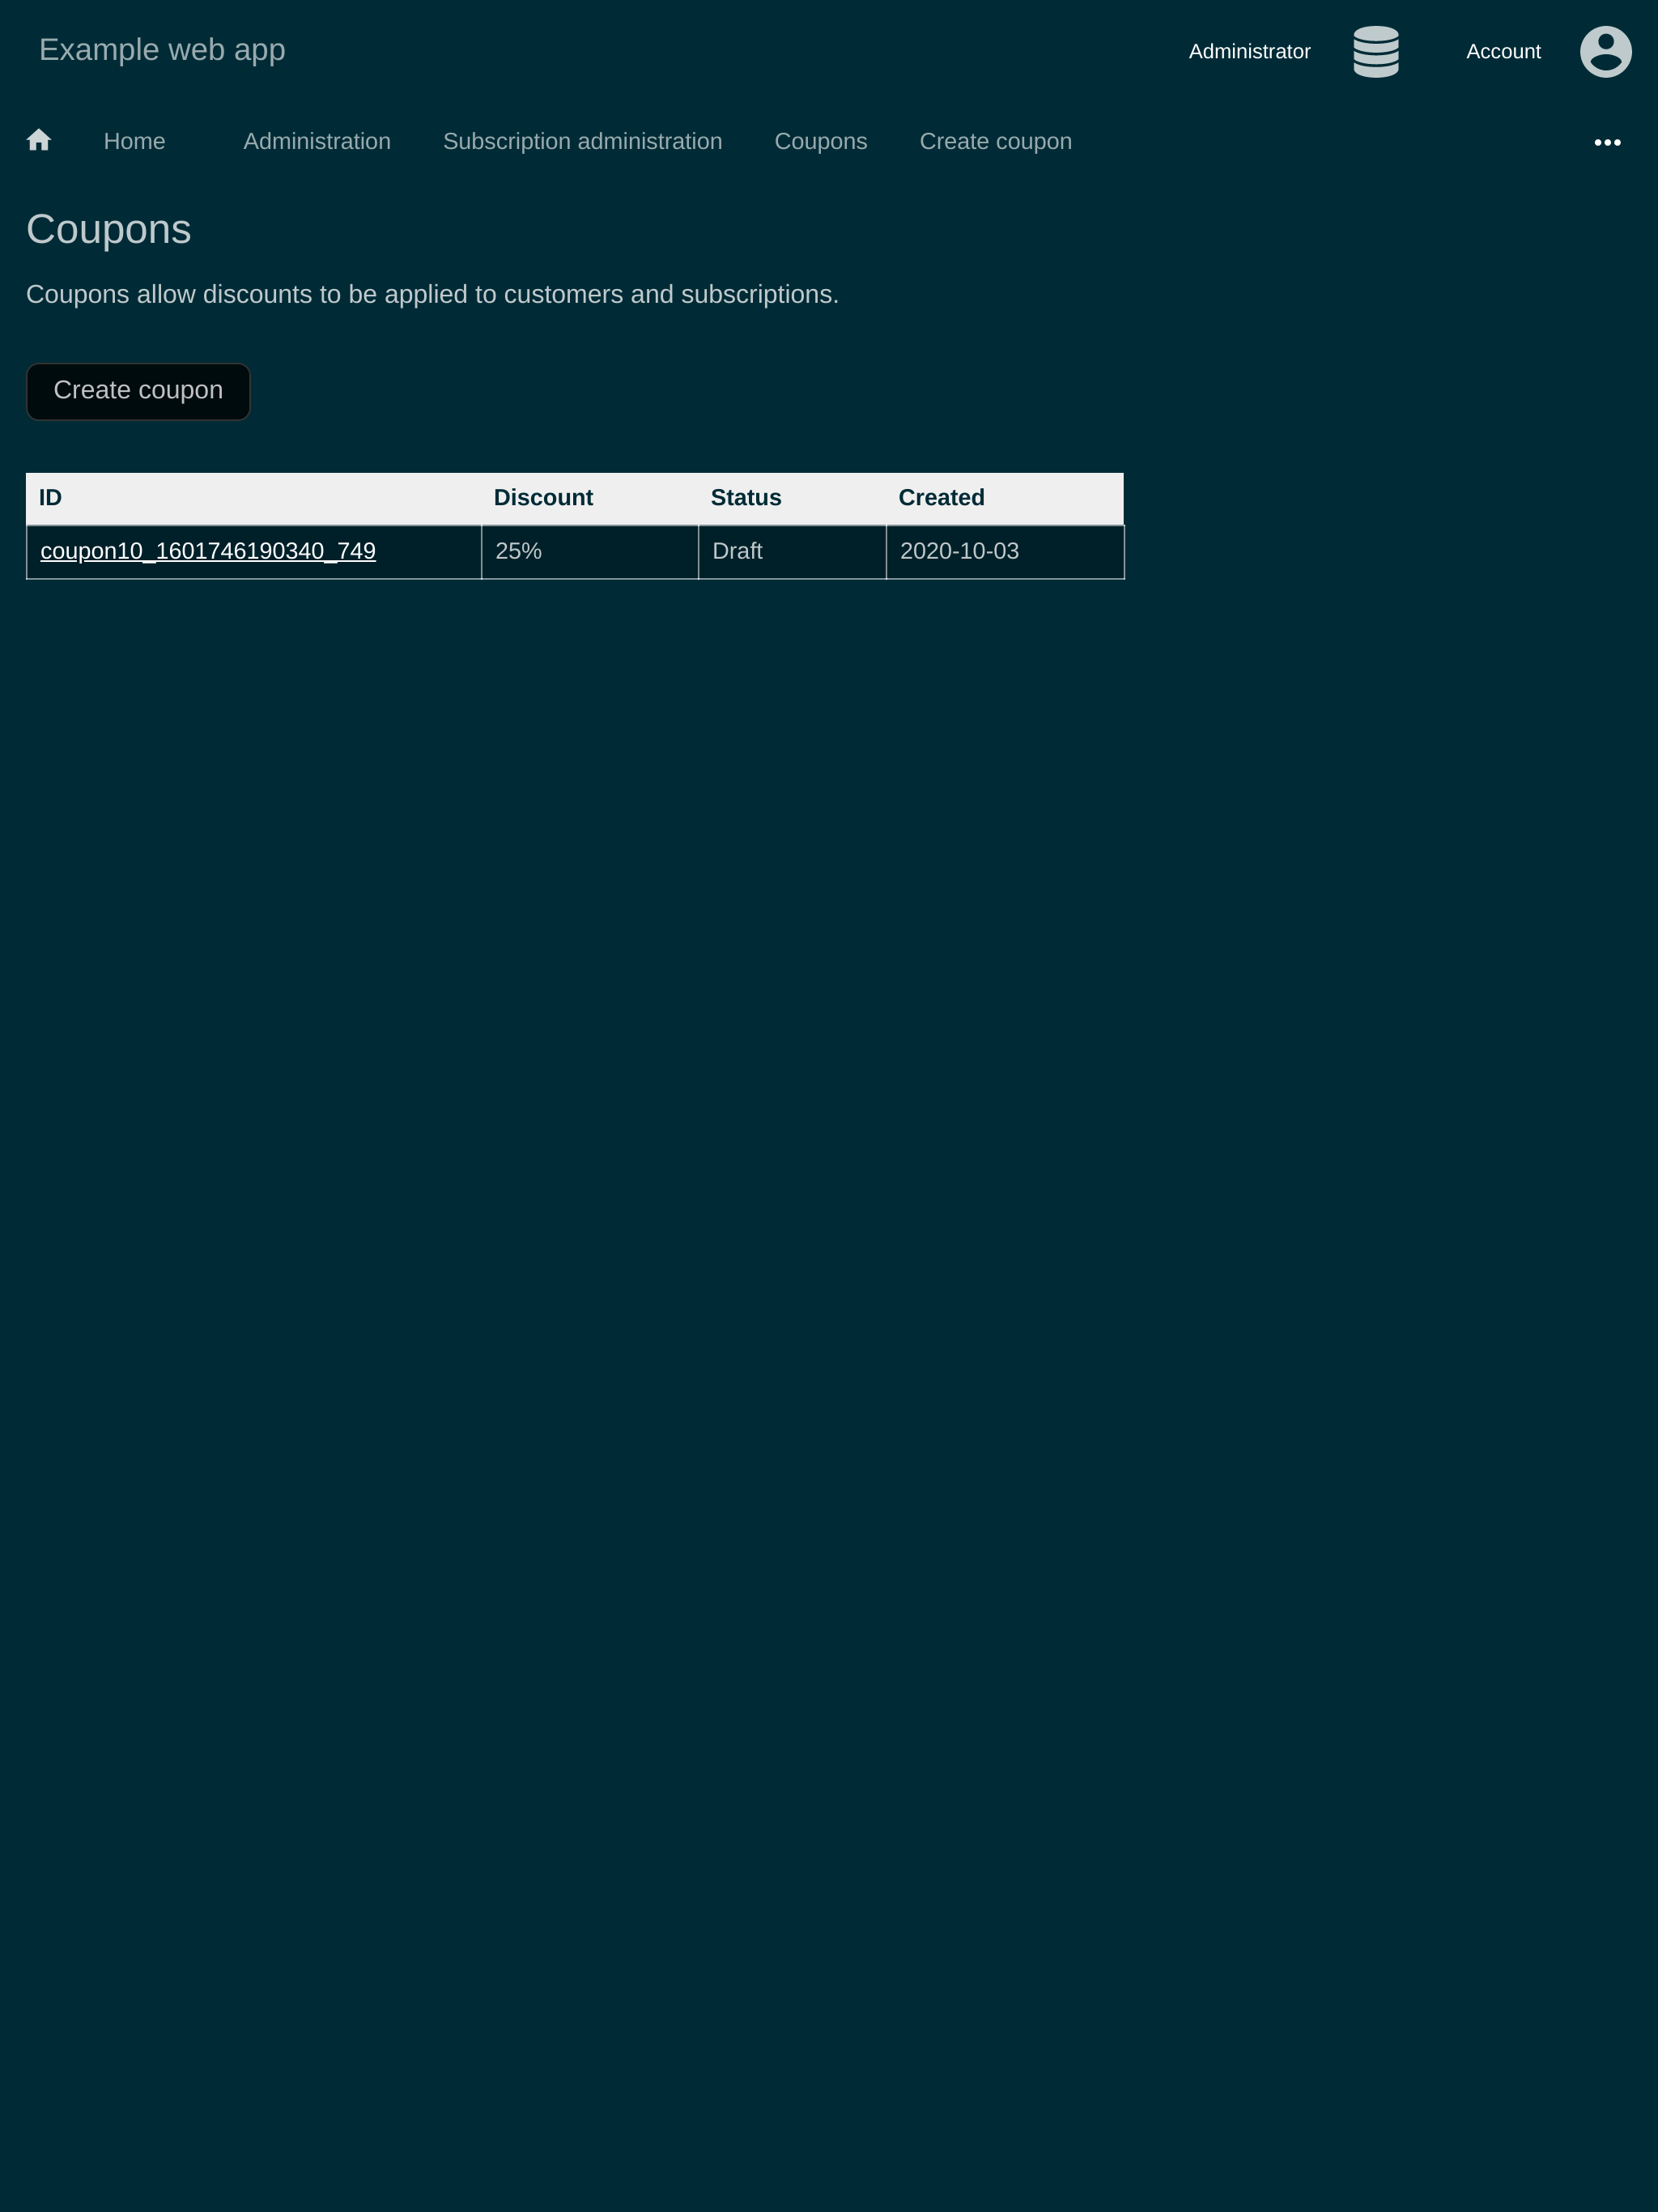 Example web app
Administrator Account
Home Administration Subscription administration Coupons Create coupon
Coupons
Coupons allow discounts to be applied to customers and subscriptions.
Create coupon
ID Discount Status Created
coupon10_1601746190340_749 25% Draft 2020-10-03